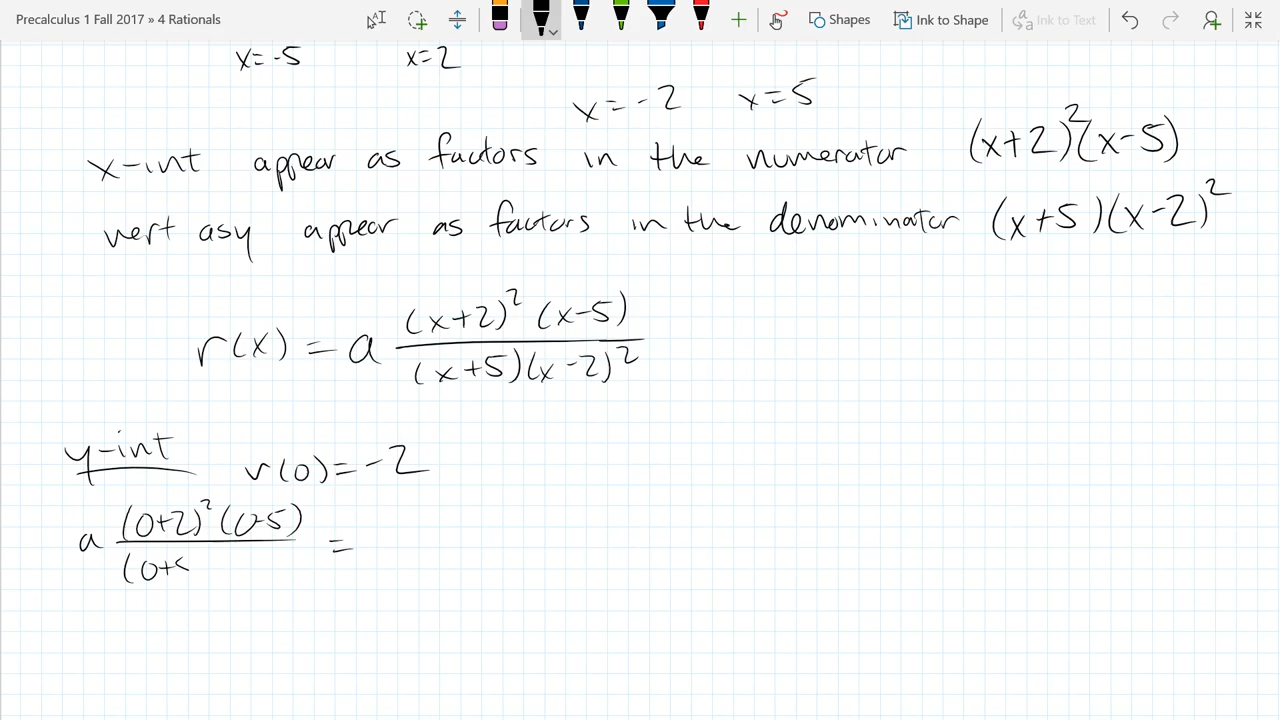 Precalculus 1 Fall 2017 » 4 Rationals Shapes Ink to Shape Ink to Text
x=-5 x=2
x=-2 x=5
x-int appear as factors in the numerator (x+2)²(x-5)
vert asy appear as factors in the denominator (x+5)(x-2)²
(x+2)² (x-5)
r(x) = a
(x+5)(x-2)²
y-int r(0)=-2
(0+2)²(0-5)
a =
(0+